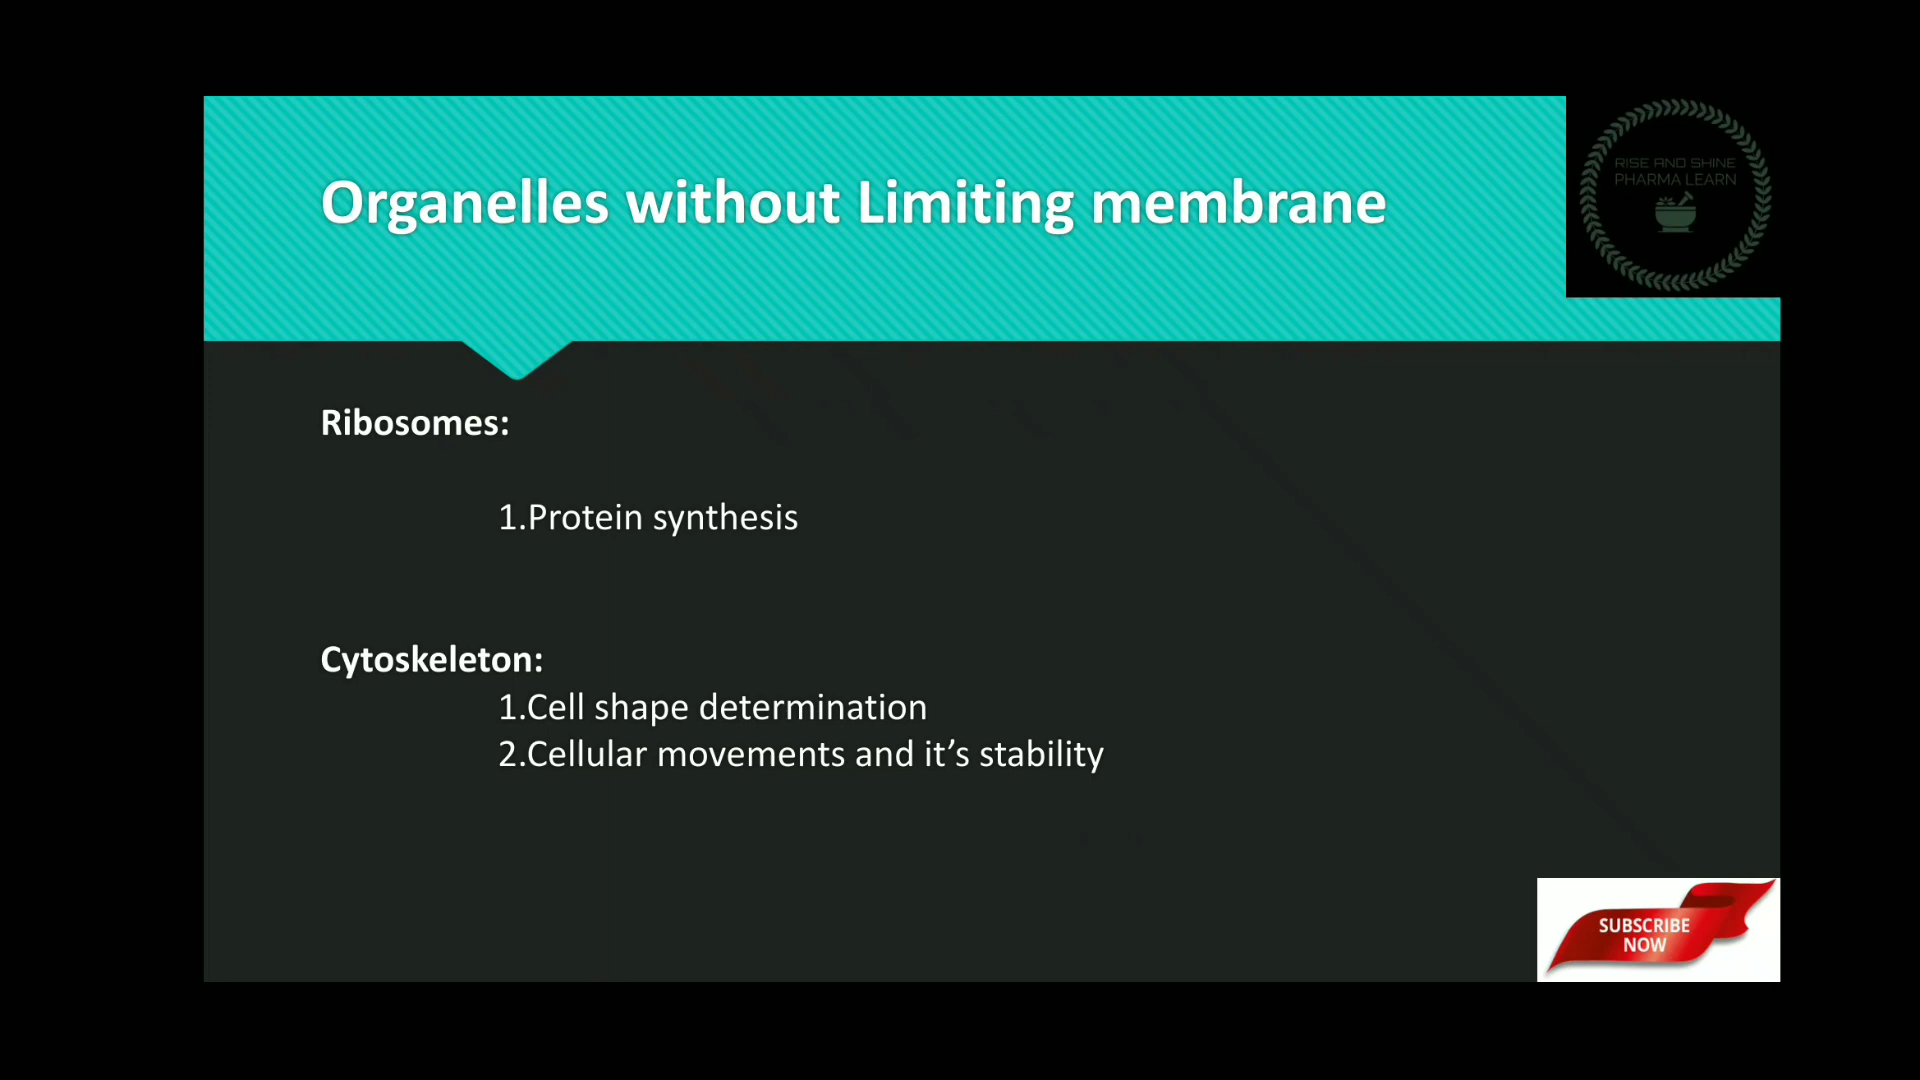 Organelles without Limiting membrane
RISE AND SHINE
PHARMA LEARN
Ribosomes:
1.Protein synthesis
Cytoskeleton:
1.Cell shape determination
2.Cellular movements and it’s stability
SUBSCRIBE
NOW